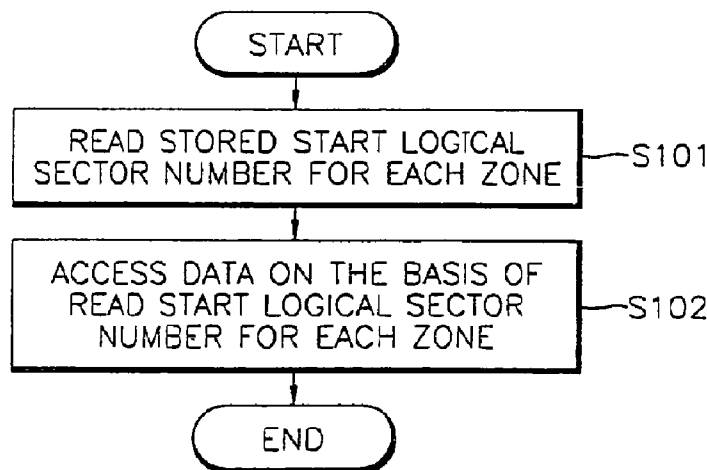 START
READ STORED START LOGICAL
SECTOR NUMBER FOR EACH ZONE
S101
ACCESS DATA ON THE BASIS OF
READ START LOGICAL SECTOR
NUMBER FOR EACH ZONE
S102
END